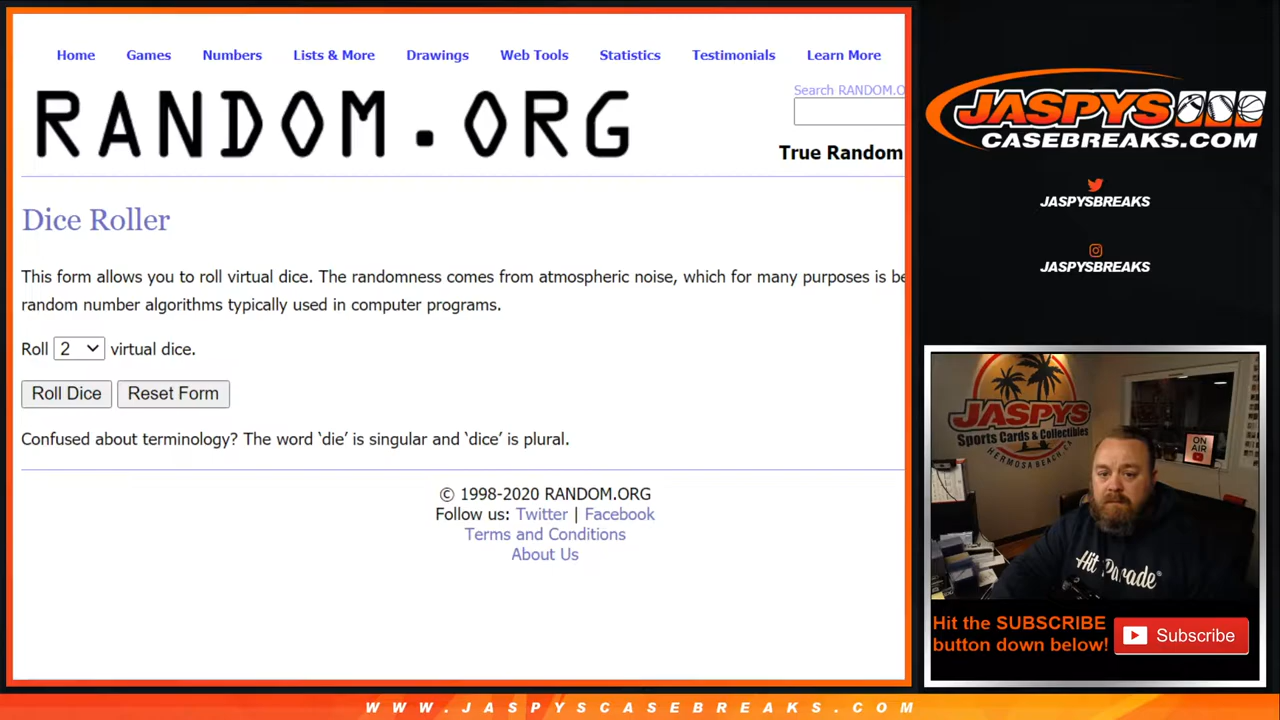 Home Games Numbers Lists & More Drawings Web Tools Statistics Testimonials Learn More
RANDOM.ORG
Search RANDOM.O
True Random
Dice Roller
This form allows you to roll virtual dice. The randomness comes from atmospheric noise, which for many purposes is be
random number algorithms typically used in computer programs.
Roll 2 virtual dice.
Roll Dice Reset Form
Confused about terminology? The word ‘die’ is singular and ‘dice’ is plural.
© 1998-2020 RANDOM.ORG
Follow us: Twitter | Facebook
Terms and Conditions
About Us
JASPYS
CASEBREAKS.COM
JASPYSBREAKS
JASPYSBREAKS
JASPYS
Sports Cards & Collectibles
HERMOSA BEACH, CA
ON
AIR
Hit Parade
Hit the SUBSCRIBE
button down below!
Subscribe
WWW.JASPYSCASEBREAKS.COM